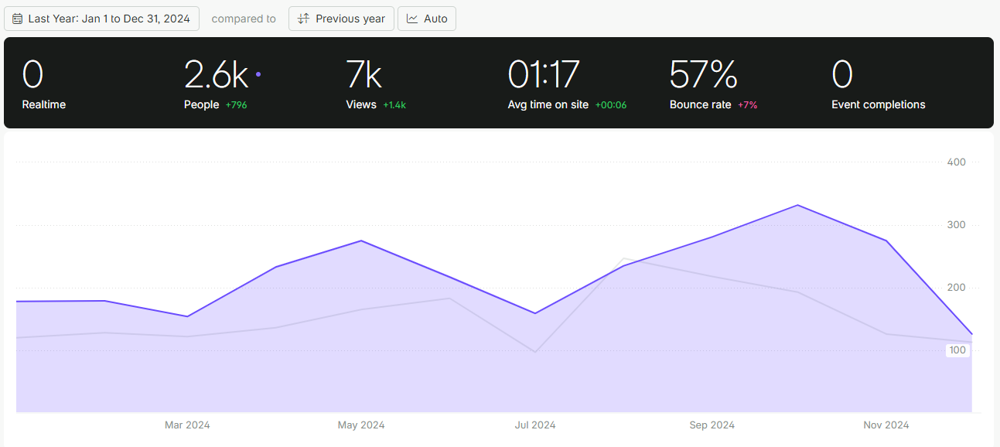 Last Year: Jan 1 to Dec 31, 2024 compared to Previous year Auto
0 2.6k 7k 01:17 57% 0
Realtime People +796 Views +1.4k Avg time on site +00:06 Bounce rate +7% Event completions
400
300
200
100
Mar 2024 May 2024 Jul 2024 Sep 2024 Nov 2024